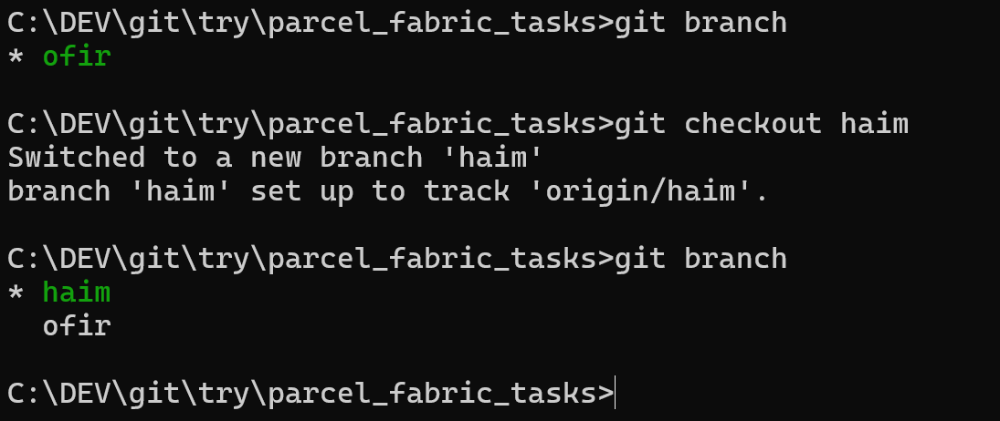 C:\DEV\git\try\parcel_fabric_tasks>git branch
* ofir
C:\DEV\git\try\parcel_fabric_tasks>git checkout haim
Switched to a new branch 'haim'
branch 'haim' set up to track 'origin/haim'.
C:\DEV\git\try\parcel_fabric_tasks>git branch
* haim
  ofir
C:\DEV\git\try\parcel_fabric_tasks>